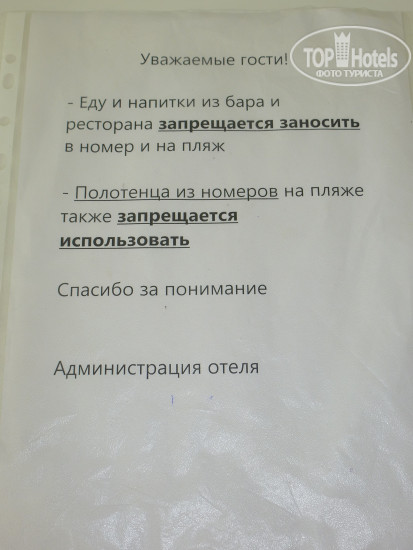 TOP Hotels
ФОТО ТУРИСТА
Уважаемые гости!
- Еду и напитки из бара и
ресторана запрещается заносить
в номер и на пляж
- Полотенца из номеров на пляже
также запрещается
использовать
Спасибо за понимание
Администрация отеля